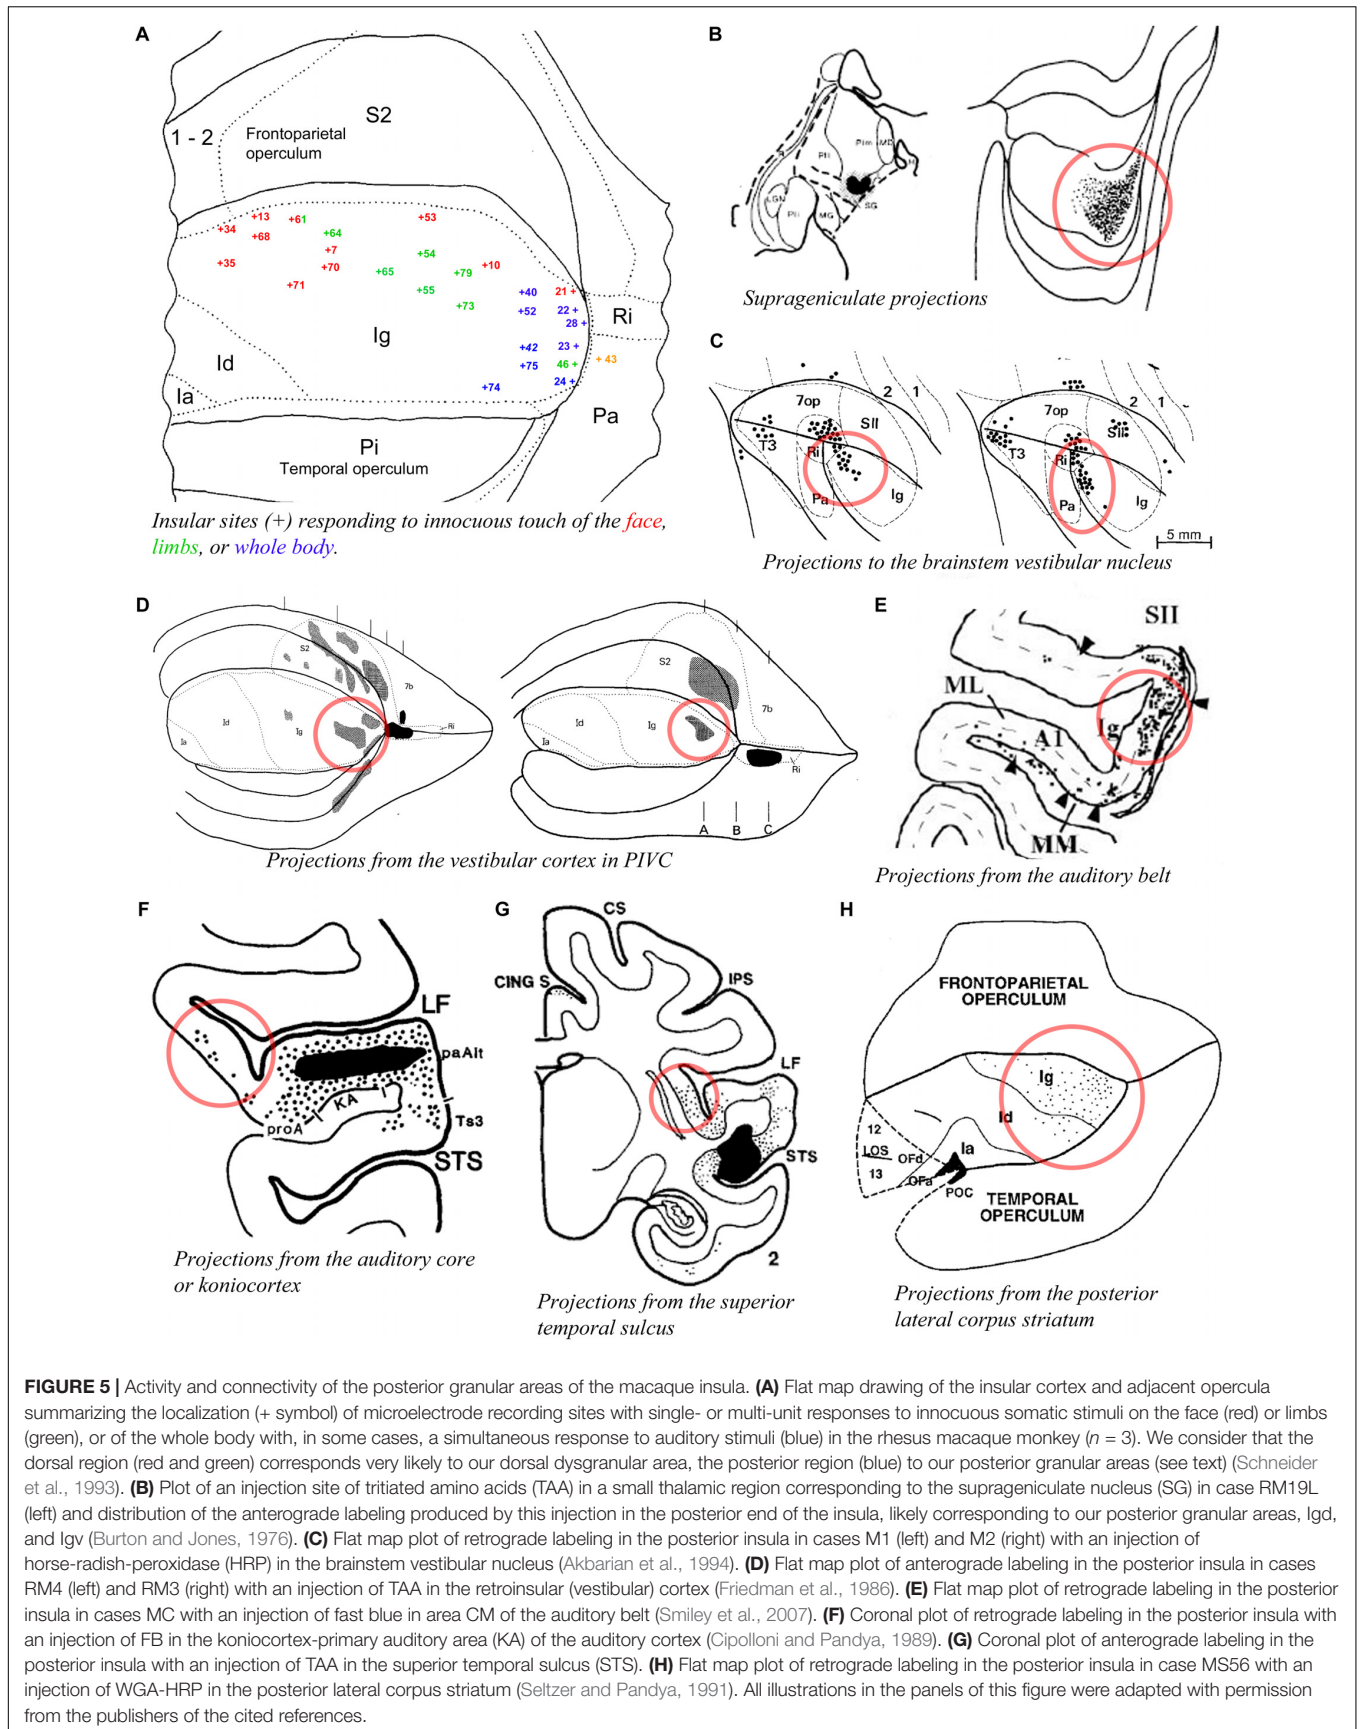 A
S2
1 - 2
Frontoparietal
operculum
+13
+61
+53
+34
+68
+64
+7
+54
+35
+70
+65
+79
+10
+71
+55
+40
21 +
+73
+52
22 +
28 +
Ri
Ig
+42
23 +
+ 43
Id
+75
46 +
+74
24 +
Ia
Pa
Pi
Temporal operculum
Insular sites (+) responding to innocuous touch of the face,
limbs, or whole body.
B
R
Pli
Plm
MD
H
LGN
Pli
MG
SG
Suprageniculate projections
C
7op
2
1
SII
T3
Ri
Pa
Ig
7op
2
1
SII
T3
Ri
Pa
Ig
5 mm
Projections to the brainstem vestibular nucleus
D
S2
7b
Id
Ig
Ri
Ia
S2
7b
Id
Ig
Ia
Ri
A B C
Projections from the vestibular cortex in PIVC
E
SII
ML
Ig
A1
MM
Projections from the auditory belt
F
LF
paAlt
KA
proA
Ts3
STS
Projections from the auditory core
or koniocortex
G
CS
CING S
IPS
LF
STS
2
Projections from the superior
temporal sulcus
H
FRONTOPARIETAL
OPERCULUM
Ig
Id
12
LOS
OFd
Ia
13
OFa
POC
TEMPORAL
OPERCULUM
Projections from the posterior
lateral corpus striatum
FIGURE 5 | Activity and connectivity of the posterior granular areas of the macaque insula. (A) Flat map drawing of the insular cortex and adjacent opercula
summarizing the localization (+ symbol) of microelectrode recording sites with single- or multi-unit responses to innocuous somatic stimuli on the face (red) or limbs
(green), or of the whole body with, in some cases, a simultaneous response to auditory stimuli (blue) in the rhesus macaque monkey (n = 3). We consider that the
dorsal region (red and green) corresponds very likely to our dorsal dysgranular area, the posterior region (blue) to our posterior granular areas (see text) (Schneider
et al., 1993). (B) Plot of an injection site of tritiated amino acids (TAA) in a small thalamic region corresponding to the suprageniculate nucleus (SG) in case RM19L
(left) and distribution of the anterograde labeling produced by this injection in the posterior end of the insula, likely corresponding to our posterior granular areas, Igd,
and Igv (Burton and Jones, 1976). (C) Flat map plot of retrograde labeling in the posterior insula in cases M1 (left) and M2 (right) with an injection of
horse-radish-peroxidase (HRP) in the brainstem vestibular nucleus (Akbarian et al., 1994). (D) Flat map plot of anterograde labeling in the posterior insula in cases
RM4 (left) and RM3 (right) with an injection of TAA in the retroinsular (vestibular) cortex (Friedman et al., 1986). (E) Flat map plot of retrograde labeling in the posterior
insula in cases MC with an injection of fast blue in area CM of the auditory belt (Smiley et al., 2007). (F) Coronal plot of retrograde labeling in the posterior insula with
an injection of FB in the koniocortex-primary auditory area (KA) of the auditory cortex (Cipolloni and Pandya, 1989). (G) Coronal plot of anterograde labeling in the
posterior insula with an injection of TAA in the superior temporal sulcus (STS). (H) Flat map plot of retrograde labeling in the posterior insula in case MS56 with an
injection of WGA-HRP in the posterior lateral corpus striatum (Seltzer and Pandya, 1991). All illustrations in the panels of this figure were adapted with permission
from the publishers of the cited references.